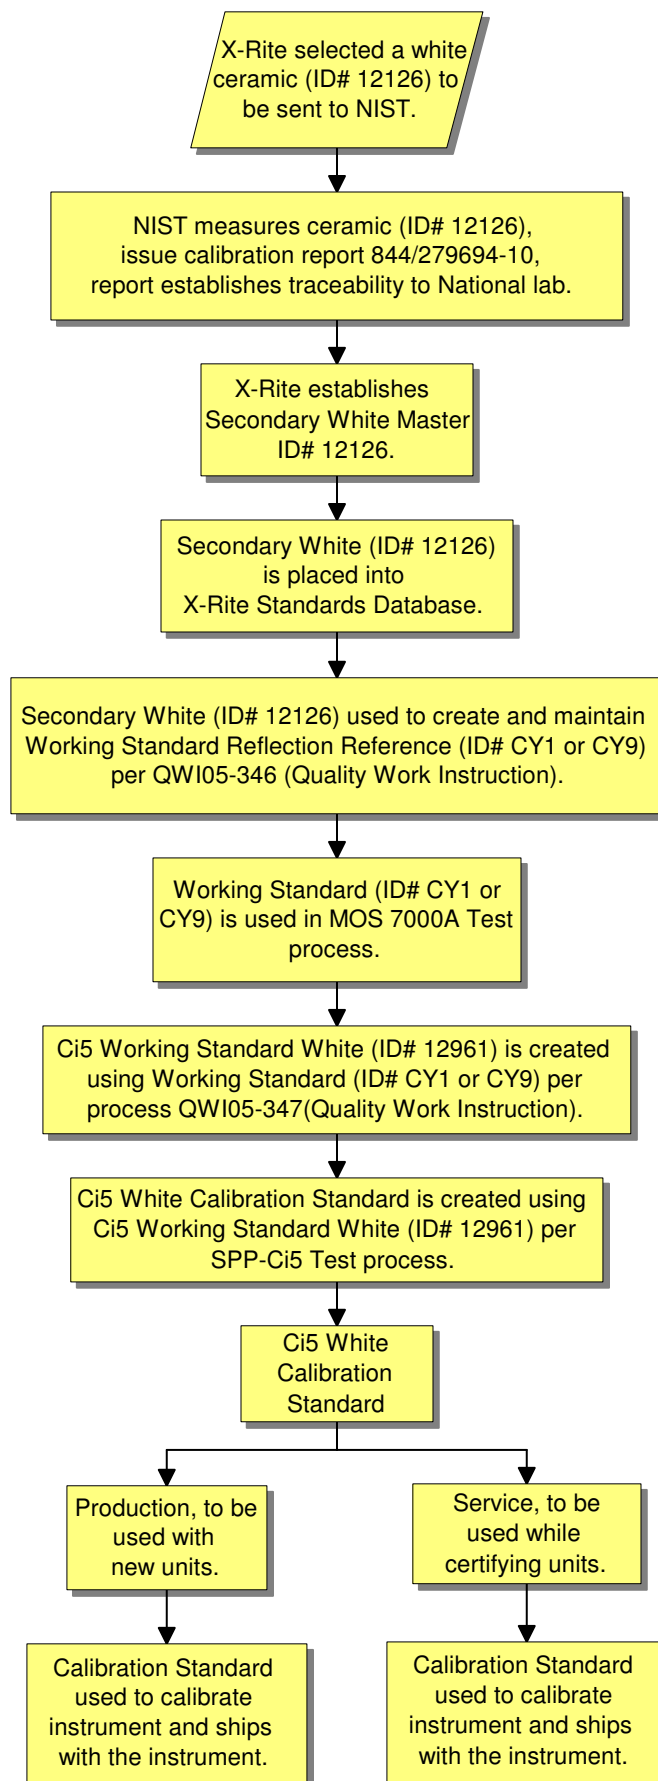 X-Rite selected a white
ceramic (ID# 12126) to
be sent to NIST.
NIST measures ceramic (ID# 12126),
issue calibration report 844/279694-10,
report establishes traceability to National lab.
X-Rite establishes
Secondary White Master
ID# 12126.
Secondary White (ID# 12126)
is placed into
X-Rite Standards Database.
Secondary White (ID# 12126) used to create and maintain
Working Standard Reflection Reference (ID# CY1 or CY9)
per QWI05-346 (Quality Work Instruction).
Working Standard (ID# CY1 or
CY9) is used in MOS 7000A Test
process.
Ci5 Working Standard White (ID# 12961) is created
using Working Standard (ID# CY1 or CY9) per
process QWI05-347(Quality Work Instruction).
Ci5 White Calibration Standard is created using
Ci5 Working Standard White (ID# 12961) per
SPP-Ci5 Test process.
Ci5 White
Calibration
Standard
Production, to be
used with
new units.
Service, to be
used while
certifying units.
Calibration Standard
used to calibrate
instrument and ships
with the instrument.
Calibration Standard
used to calibrate
instrument and ships
with the instrument.